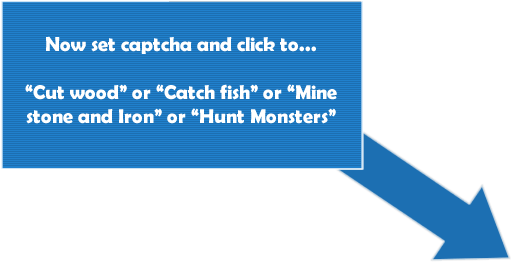 Now set captcha and click to...
“Cut wood” or “Catch fish” or “Mine
stone and Iron” or “Hunt Monsters”